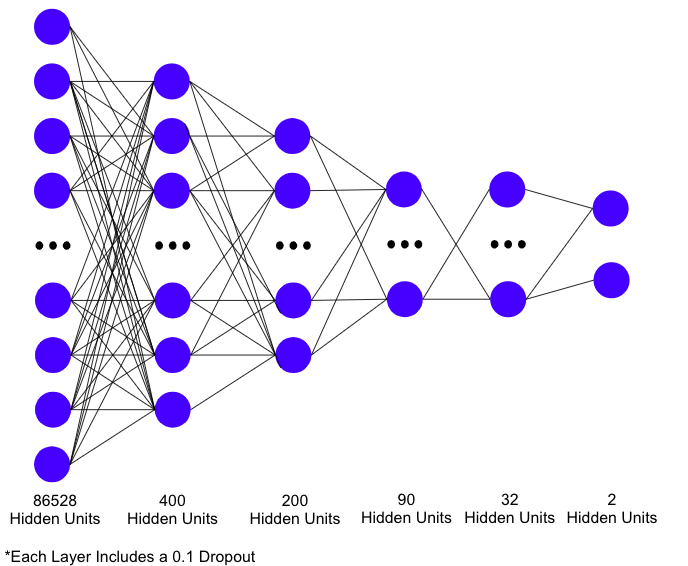 86528 400 200 90 32 2
Hidden Units Hidden Units Hidden Units Hidden Units Hidden Units Hidden Units
*Each Layer Includes a 0.1 Dropout